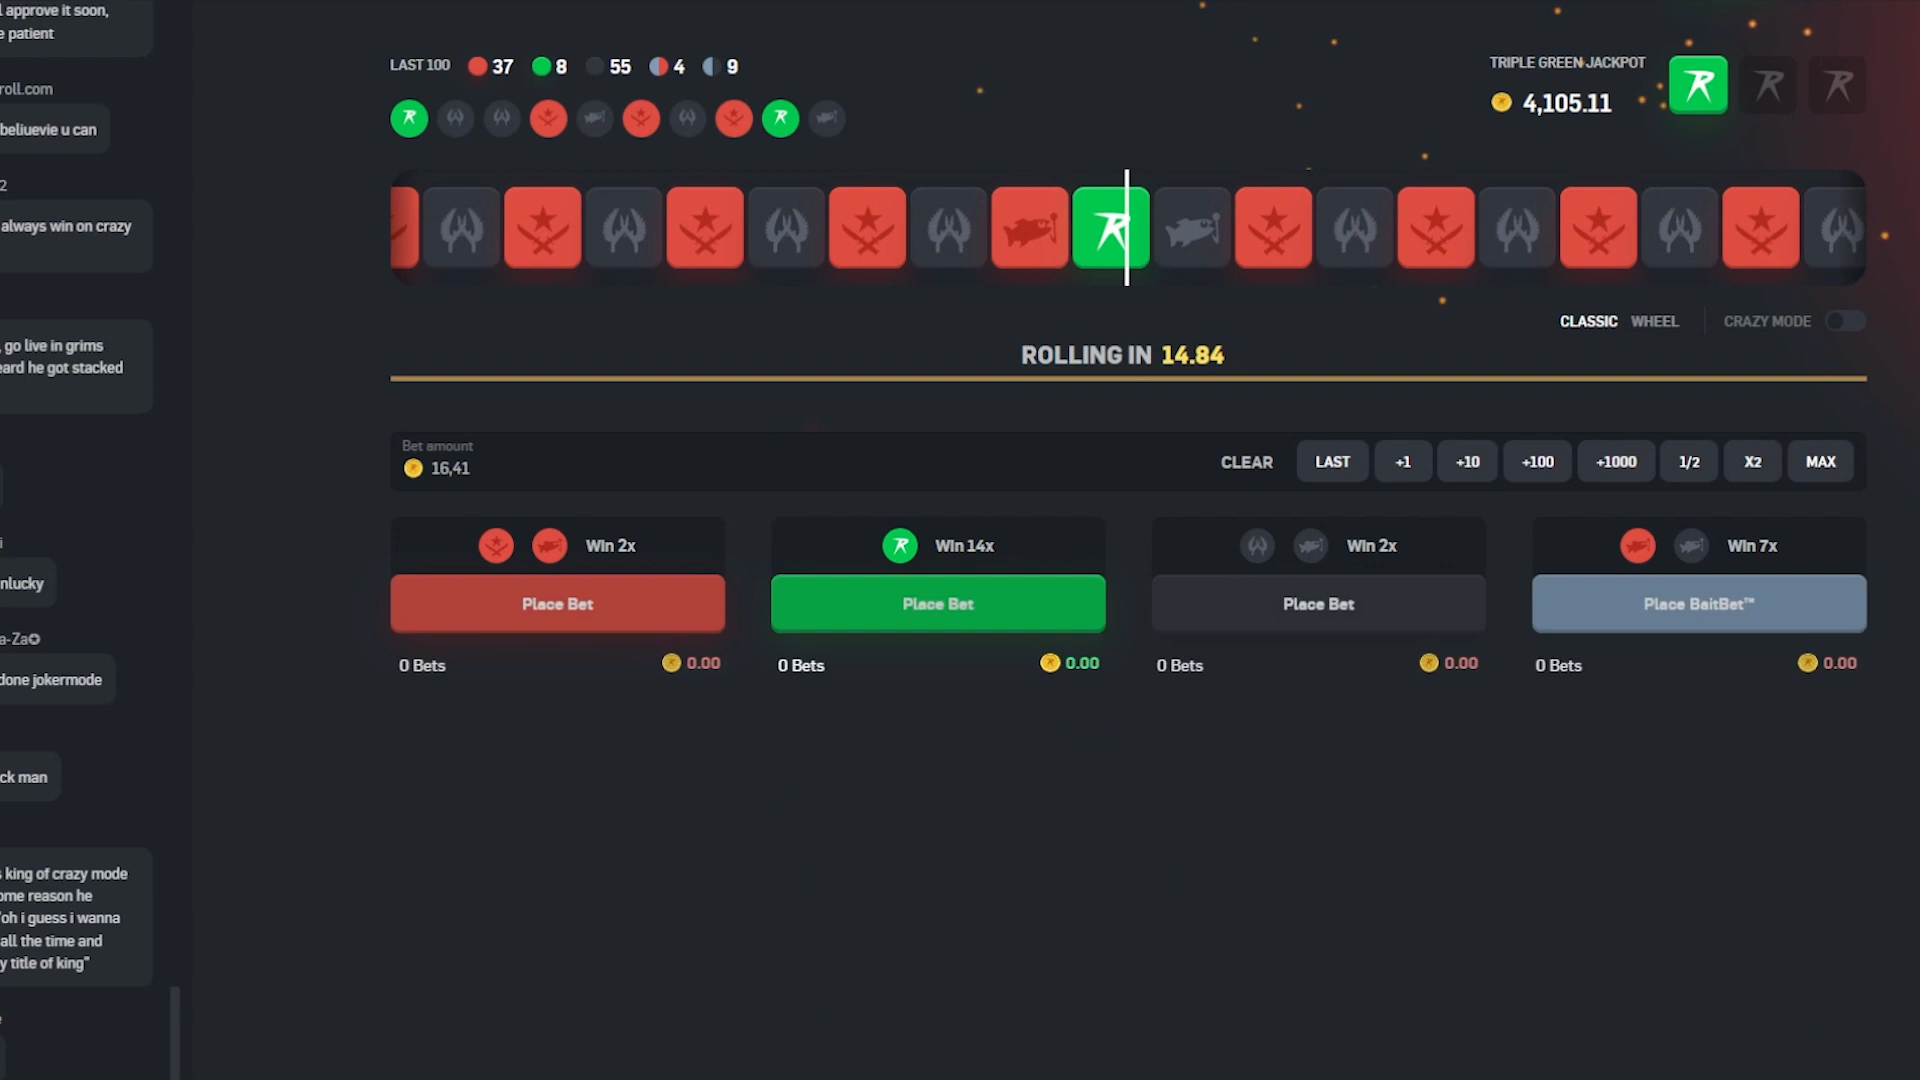 l approve it soon,
e patient
roll.com
beliuevie u can
2
always win on crazy
, go live in grims
eard he got stacked
i
nlucky
a-Za✪
done jokermode
ck man
s king of crazy mode
ome reason he
'oh i guess i wanna
all the time and
y title of king"
LAST 100 37 8 55 4 9
TRIPLE GREEN JACKPOT
4,105.11
CLASSIC WHEEL CRAZY MODE
ROLLING IN 14.84
Bet amount
16,41
CLEAR LAST +1 +10 +100 +1000 1/2 X2 MAX
Win 2x Win 14x Win 2x Win 7x
Place Bet Place Bet Place Bet Place BaitBet™
0 Bets 0.00 0 Bets 0.00 0 Bets 0.00 0 Bets 0.00